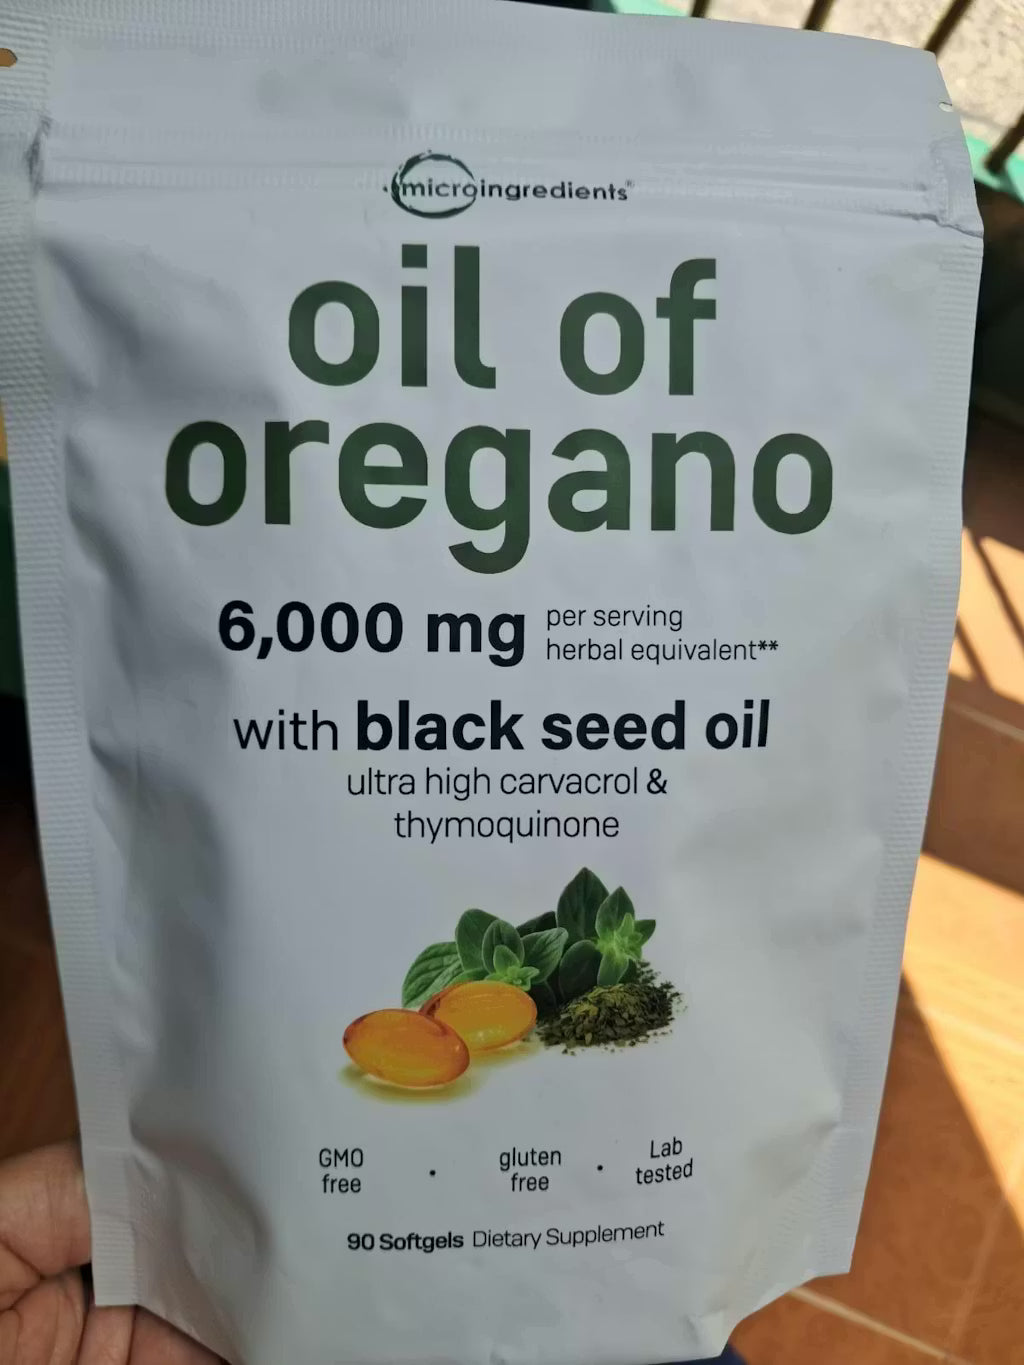 microingredients®
oil of
oregano
6,000 mg per serving
herbal equivalent**
with black seed oil
ultra high carvacrol &
thymoquinone
GMO
free
·
gluten
free
·
Lab
tested
90 Softgels Dietary Supplement